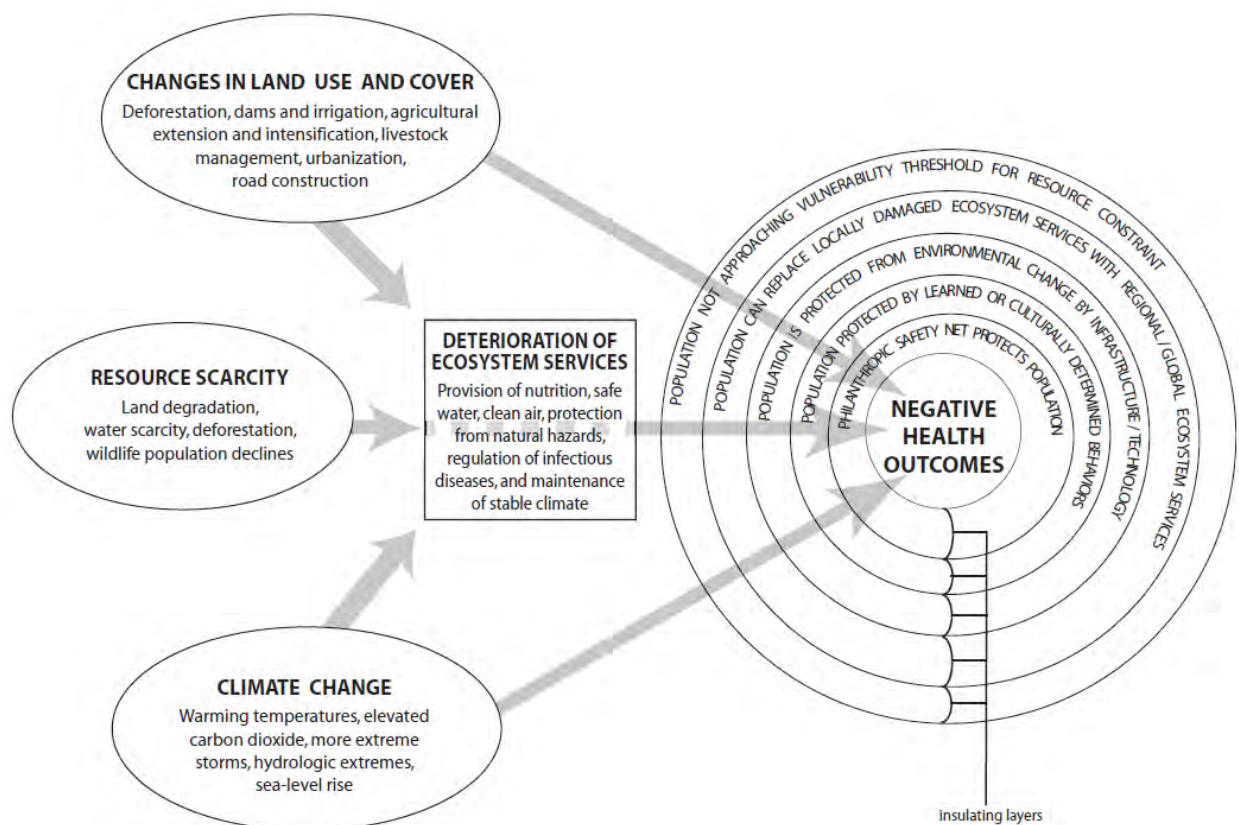 CHANGES IN LAND USE AND COVER
Deforestation, dams and irrigation, agricultural
extension and intensification, livestock
management, urbanization,
road construction
RESOURCE SCARCITY
Land degradation,
water scarcity, deforestation,
wildlife population declines
CLIMATE CHANGE
Warming temperatures, elevated
carbon dioxide, more extreme
storms, hydrologic extremes,
sea-level rise
DETERIORATION OF
ECOSYSTEM SERVICES
Provision of nutrition, safe
water, clean air, protection
from natural hazards,
regulation of infectious
diseases, and maintenance
of stable climate
POPULATION NOT APPROACHING VULNERABILITY THRESHOLD FOR RESOURCE CONSTRAINT
POPULATION CAN REPLACE LOCALLY DAMAGED ECOSYSTEM SERVICES WITH REGIONAL / GLOBAL ECOSYSTEM SERVICES
POPULATION IS PROTECTED FROM ENVIRONMENTAL CHANGE BY INFRASTRUCTURE / TECHNOLOGY
POPULATION PROTECTED BY LEARNED OR CULTURALLY DETERMINED BEHAVIORS
PHILANTHROPIC SAFETY NET PROTECTS POPULATION
NEGATIVE
HEALTH
OUTCOMES
insulating layers